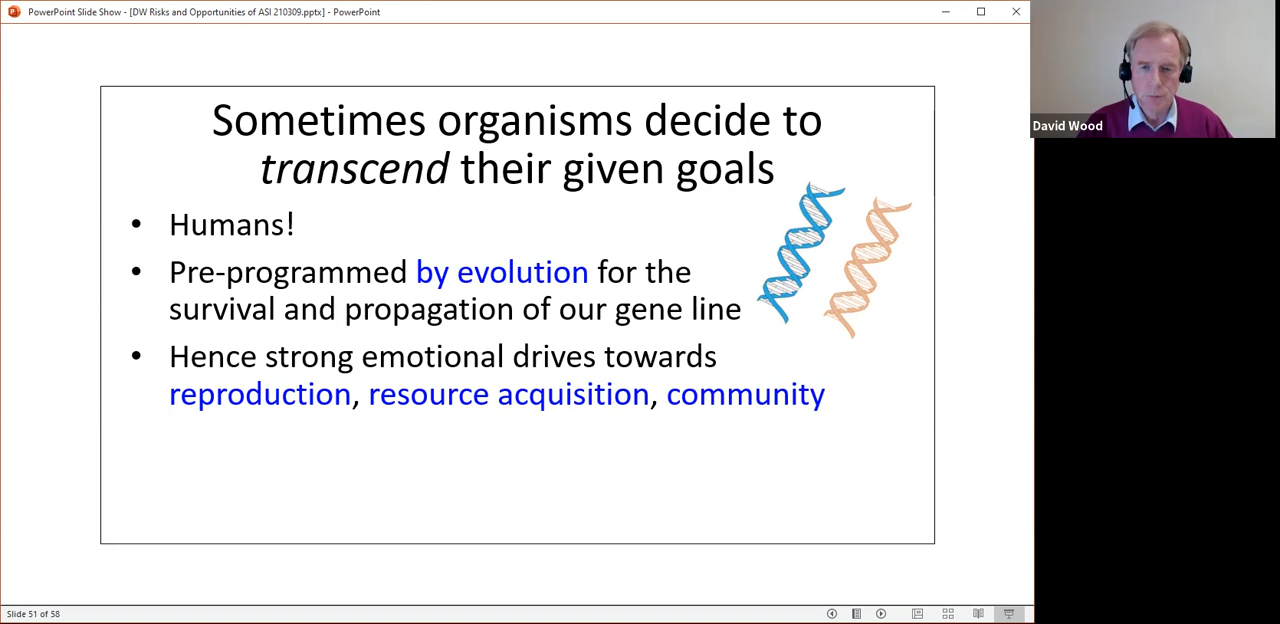 PowerPoint Slide Show - [DW Risks and Opportunities of ASI 210309.pptx] - PowerPoint
David Wood
Sometimes organisms decide to
transcend their given goals
• Humans!
• Pre-programmed by evolution for the
survival and propagation of our gene line
• Hence strong emotional drives towards
reproduction, resource acquisition, community
Slide 51 of 58